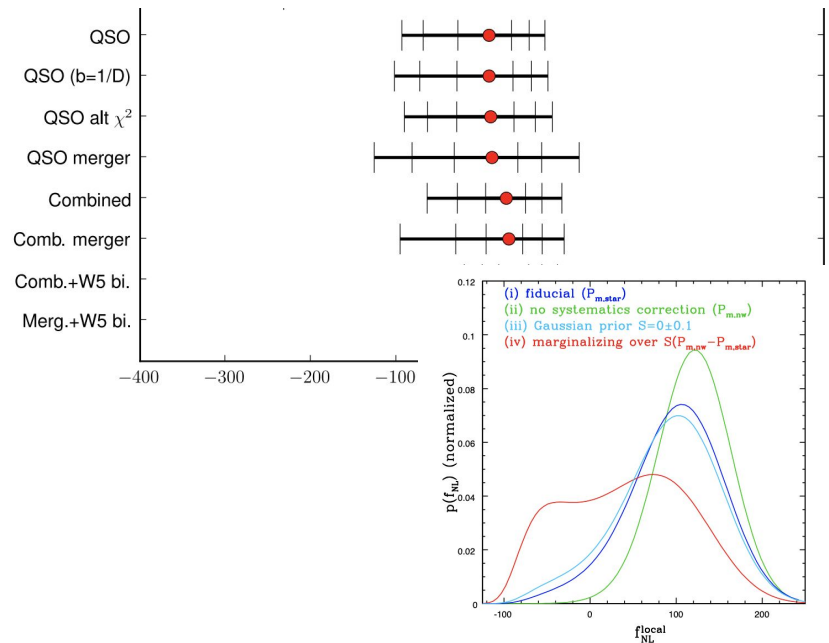 QSO
QSO (b=1/D)
QSO alt χ²
QSO merger
Combined
Comb. merger
Comb.+W5 bi.
Merg.+W5 bi.
−400 −300 −200 −100
(i) fiducial (P_m,star)
(ii) no systematics correction (P_m,nw)
(iii) Gaussian prior S=0±0.1
(iv) marginalizing over S(P_m,nw−P_m,star)
p(f_NL) (normalized)
0.12
0.1
0.08
0.06
0.04
0.02
0
-100 0 100 200
f_NL^local